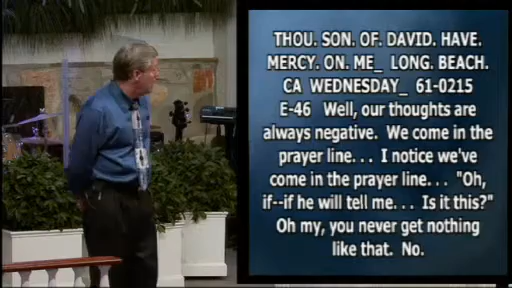 THOU. SON. OF. DAVID. HAVE.
MERCY. ON. ME_ LONG. BEACH.
CA WEDNESDAY_ 61-0215
E-46 Well, our thoughts are
always negative. We come in the
prayer line. . . I notice we've
come in the prayer line. . . "Oh,
if--if he will tell me. . . Is it this?"
Oh my, you never get nothing
like that. No.